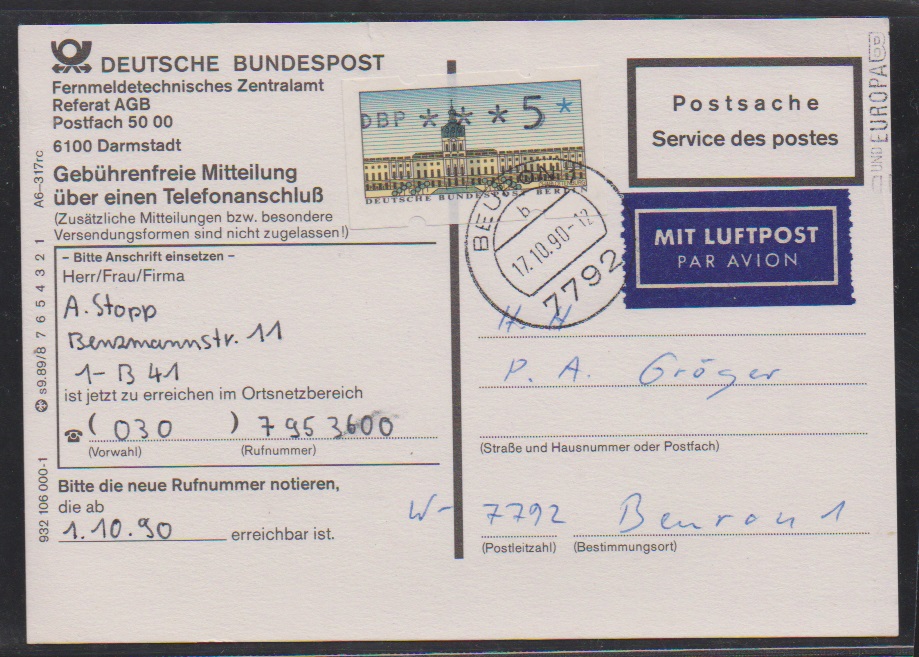 DEUTSCHE BUNDESPOST
Fernmeldetechnisches Zentralamt
Referat AGB
Postfach 50 00
6100 Darmstadt
Gebührenfreie Mitteilung
über einen Telefonanschluß
(Zusätzliche Mitteilungen bzw. besondere
Versendungsformen sind nicht zugelassen!)
– Bitte Anschrift einsetzen –
Herr/Frau/Firma
A. Stopp
Benzmannstr. 11
1-B 41
ist jetzt zu erreichen im Ortsnetzbereich
( 030 ) 7953600
(Vorwahl) (Rufnummer)
Bitte die neue Rufnummer notieren,
die ab
1.10.90 erreichbar ist.
A6–317rc
s9.89/8 7 6 5 4 3 2 1
932 106 000-1
DBP * * * 5 *
DEUTSCHE BUNDESPOST BERLIN
BEURON 1
b
17.10.90-12
7792
Postsache
Service des postes
UND EUROPA
MIT LUFTPOST
PAR AVION
H. H
P. A. Gröger
(Straße und Hausnummer oder Postfach)
W- 7792 Beuron 1
(Postleitzahl) (Bestimmungsort)